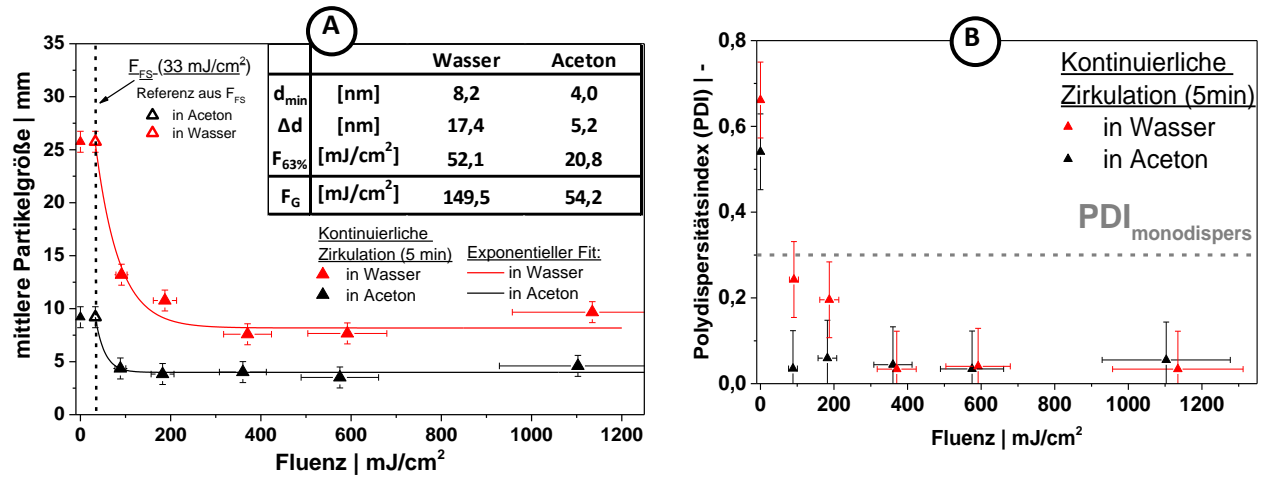 A
35
30
25
20
15
10
5
0
mittlere Partikelgröße | mm
0 200 400 600 800 1000 1200
Fluenz | mJ/cm²
F_FS (33 mJ/cm²)
Referenz aus F_FS
in Aceton
in Wasser
Wasser Aceton
d_min [nm] 8,2 4,0
Δd [nm] 17,4 5,2
F_63% [mJ/cm²] 52,1 20,8
F_G [mJ/cm²] 149,5 54,2
Kontinuierliche
Zirkulation (5 min)
in Wasser
in Aceton
Exponentieller Fit:
in Wasser
in Aceton
B
0,8
0,6
0,4
0,2
0,0
Polydispersitätsindex (PDI) | -
0 200 400 600 800 1000 1200
Fluenz | mJ/cm²
Kontinuierliche
Zirkulation (5min)
in Wasser
in Aceton
PDI_monodispers